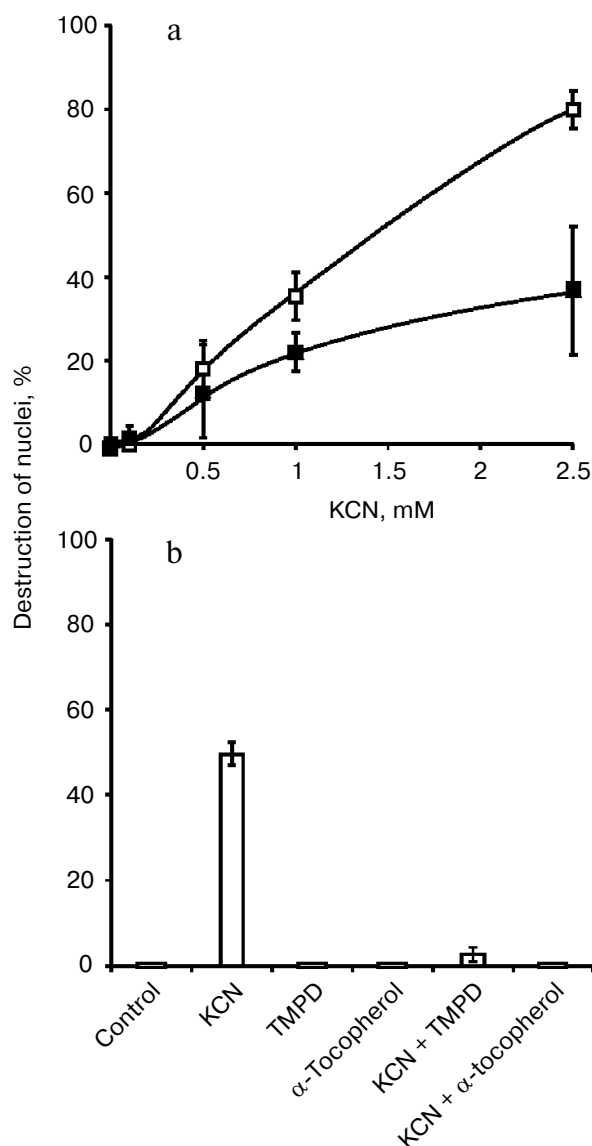 a
100
80
60
40
20
0
0.5
1
1.5
2
2.5
KCN, mM
Destruction of nuclei, %
b
100
80
60
40
20
0
Control
KCN
TMPD
α-Tocopherol
KCN + TMPD
KCN + α-tocopherol